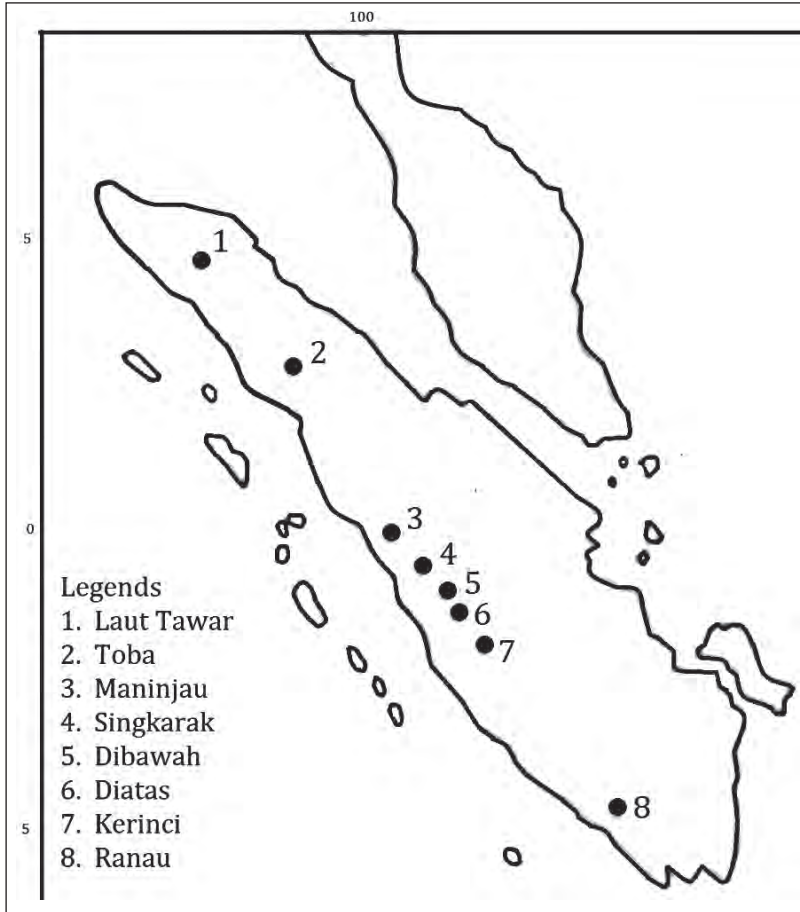 100
5
1
2
0
3
4
5
6
7
Legends
1. Laut Tawar
2. Toba
3. Maninjau
4. Singkarak
5. Dibawah
6. Diatas
7. Kerinci
8. Ranau
5
8